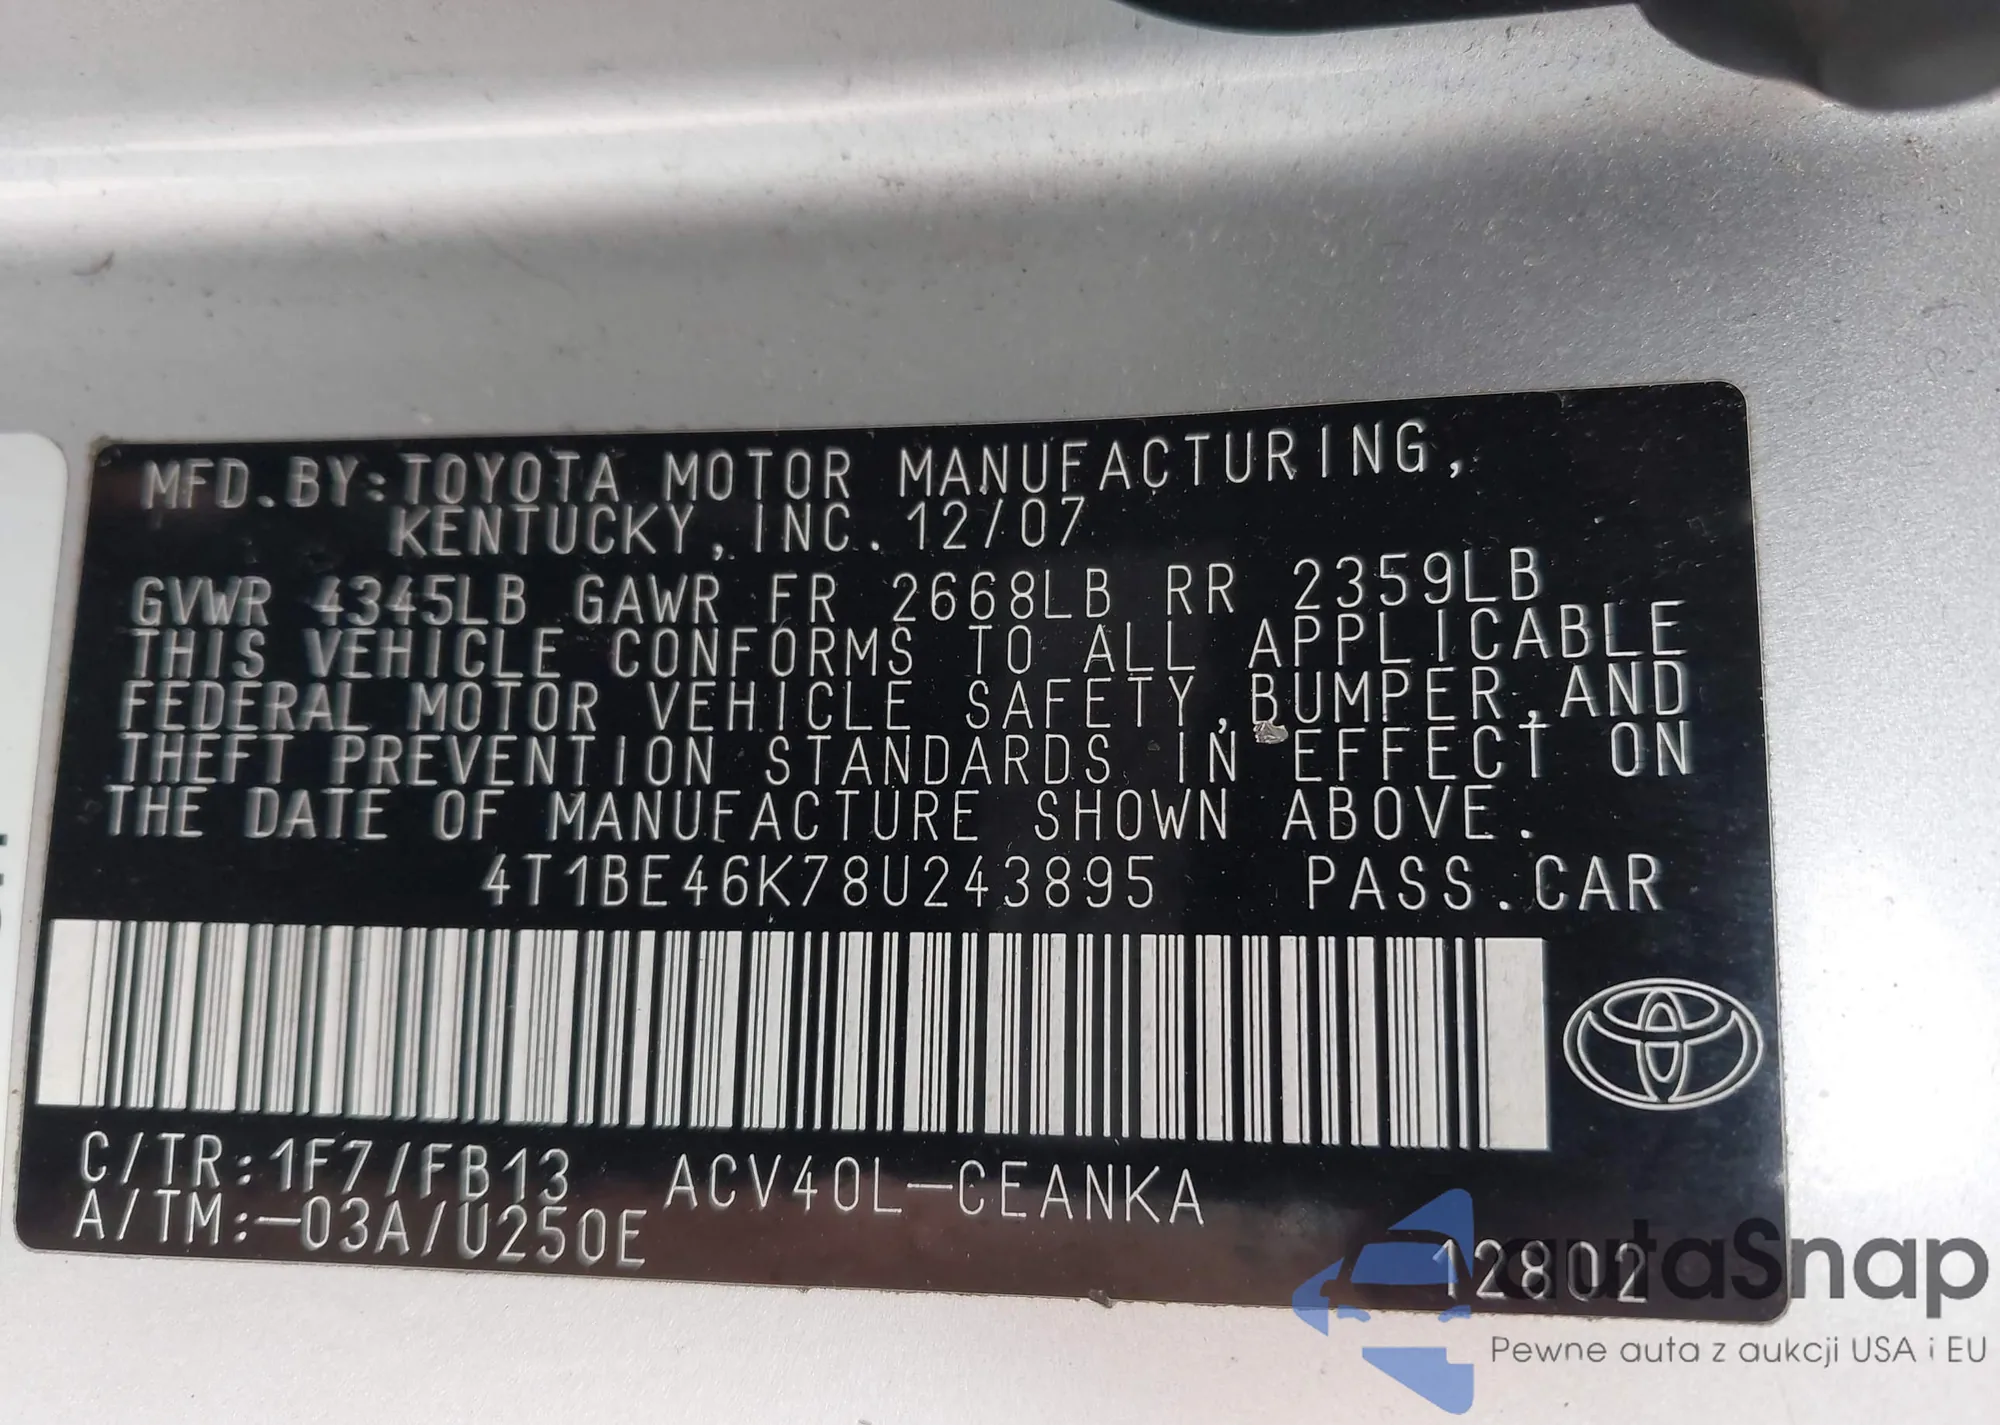 MFD.BY:TOYOTA MOTOR MANUFACTURING,
KENTUCKY, INC. 12/07
GVWR 4345LB GAWR FR 2668LB RR 2359LB
THIS VEHICLE CONFORMS TO ALL APPLICABLE
FEDERAL MOTOR VEHICLE SAFETY, BUMPER, AND
THEFT PREVENTION STANDARDS IN EFFECT ON
THE DATE OF MANUFACTURE SHOWN ABOVE.
4T1BE46K78U243895 PASS.CAR
C/TR:1F7/FB13 ACV40L-CEANKA
A/TM:-03A/U250E
12802
autaSnap
Pewne auta z aukcji USA i EU